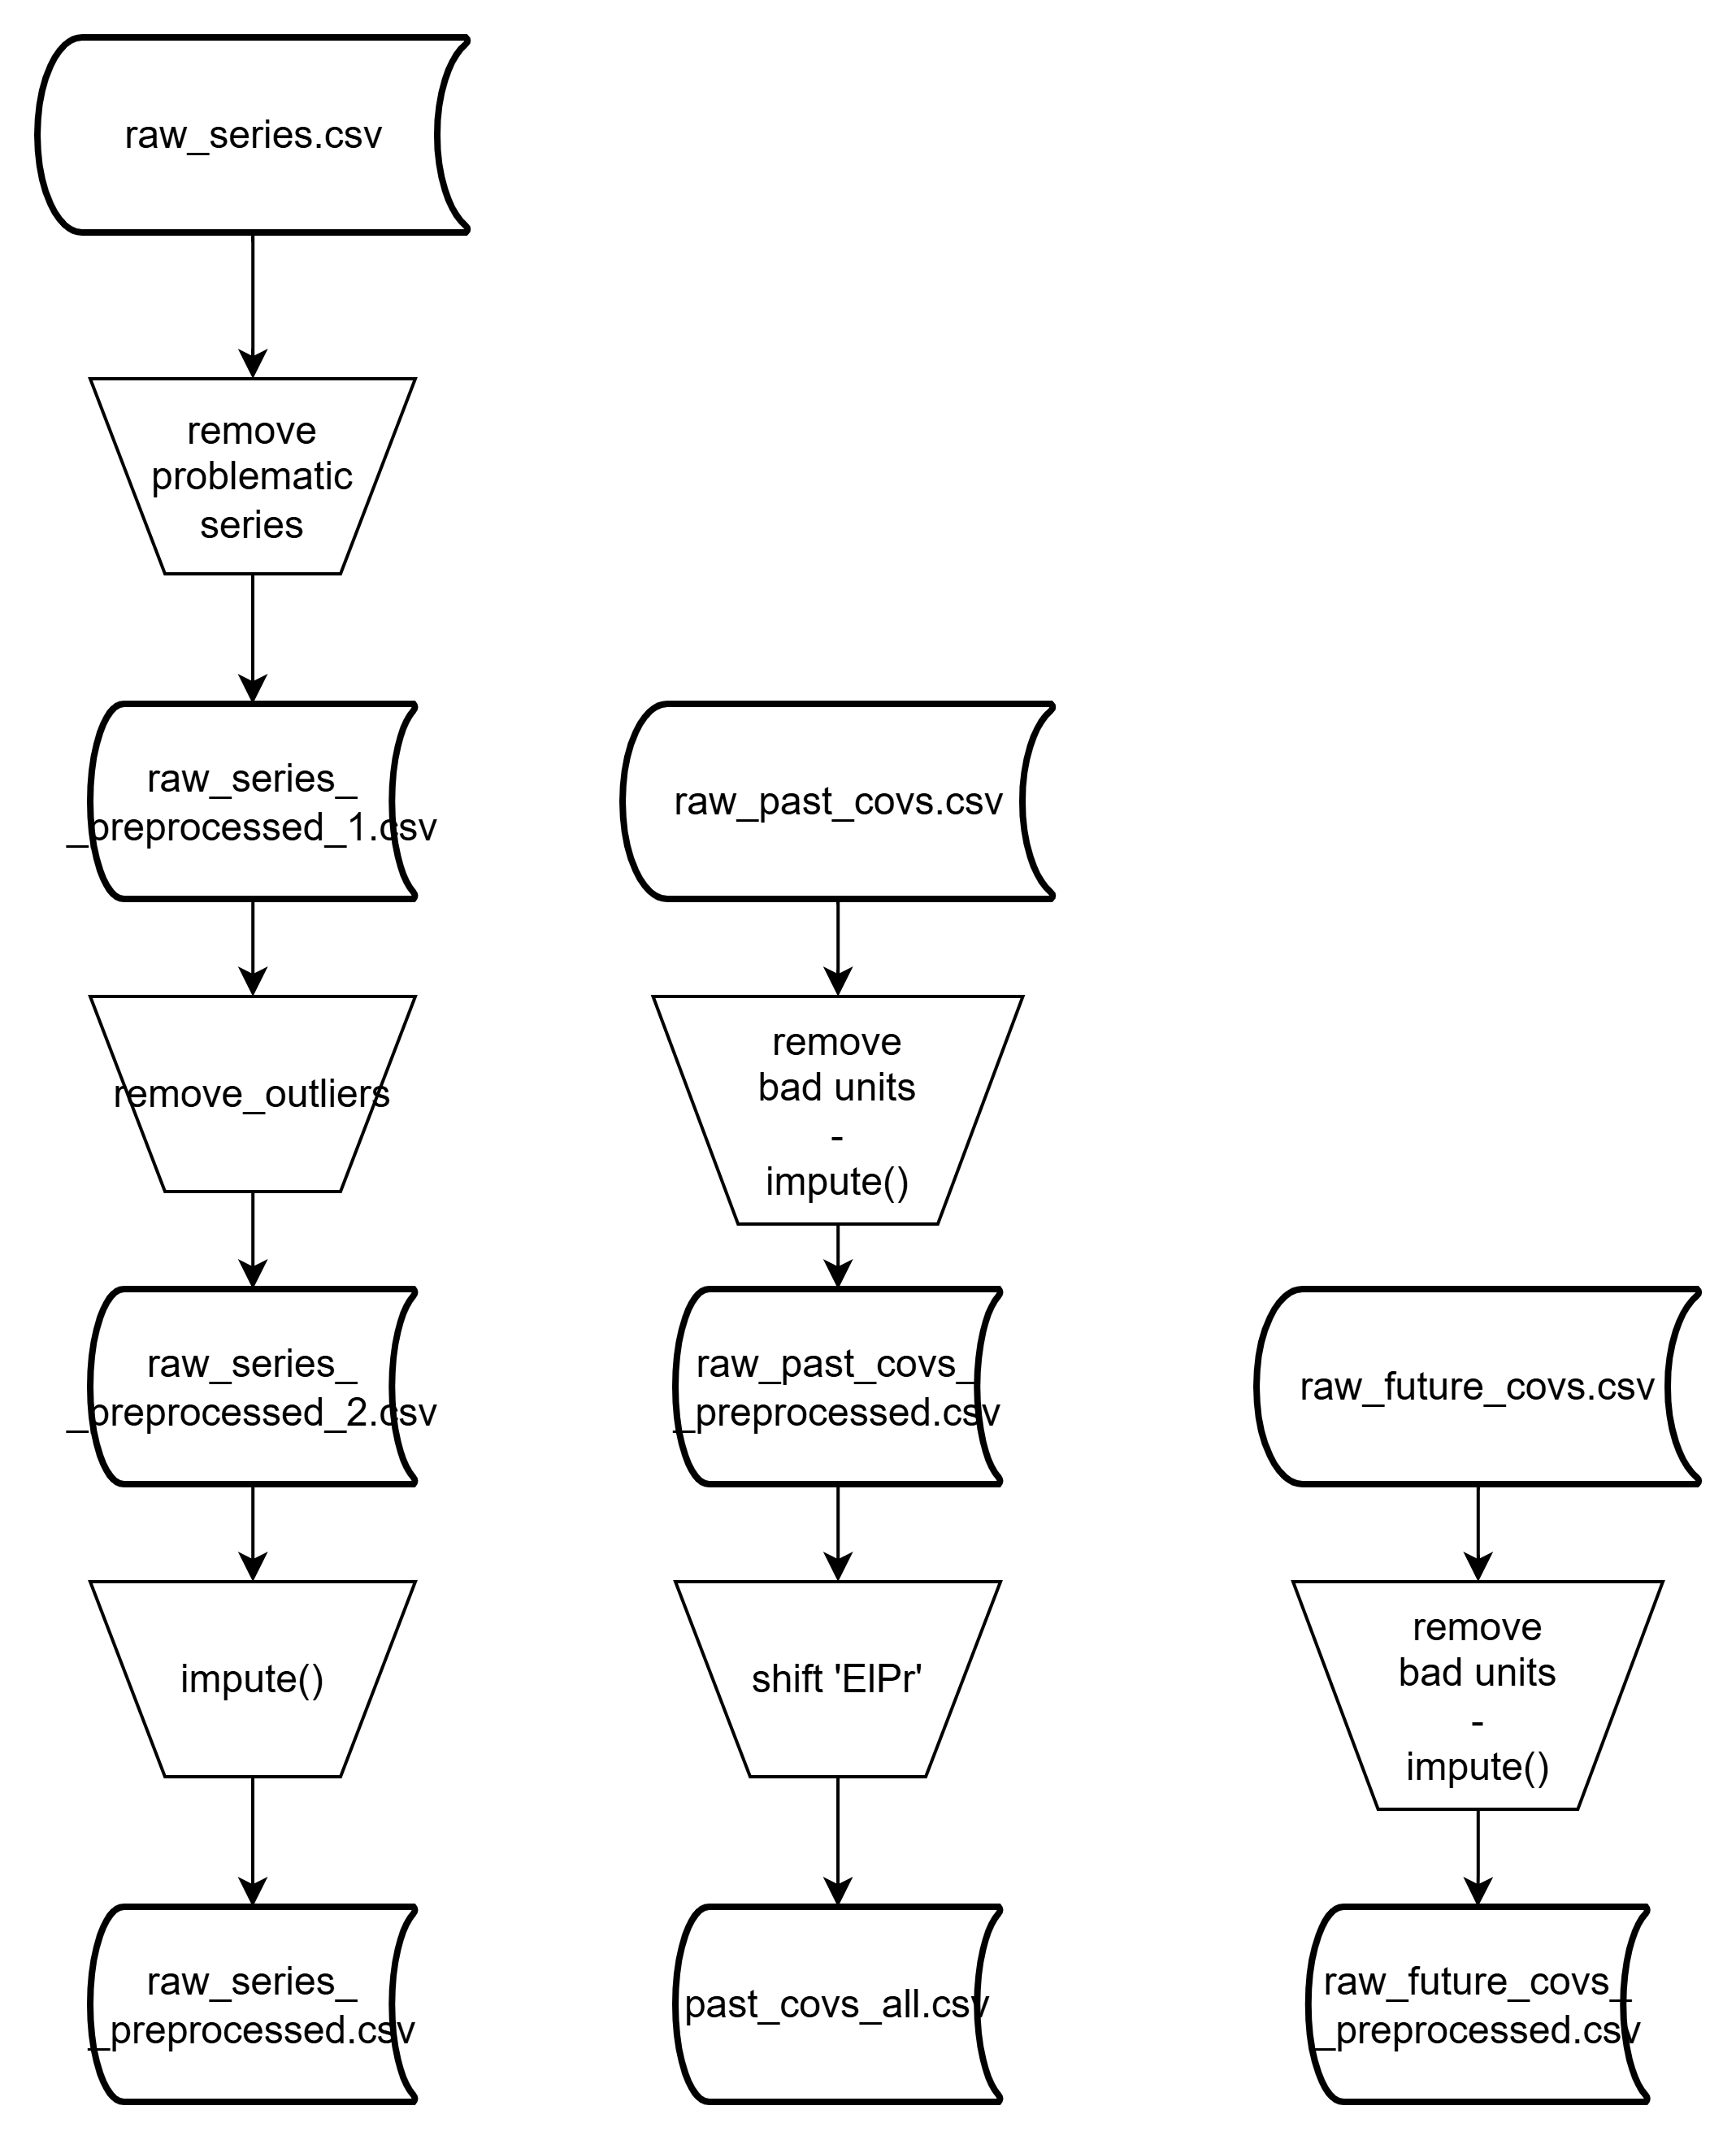 raw_series.csv
remove
problematic
series
raw_series_
_preprocessed_1.csv
remove_outliers
raw_series_
_preprocessed_2.csv
impute()
raw_series_
_preprocessed.csv
raw_past_covs.csv
remove
bad units
-
impute()
raw_past_covs_
_preprocessed.csv
shift 'ElPr'
past_covs_all.csv
raw_future_covs.csv
remove
bad units
-
impute()
raw_future_covs_
_preprocessed.csv